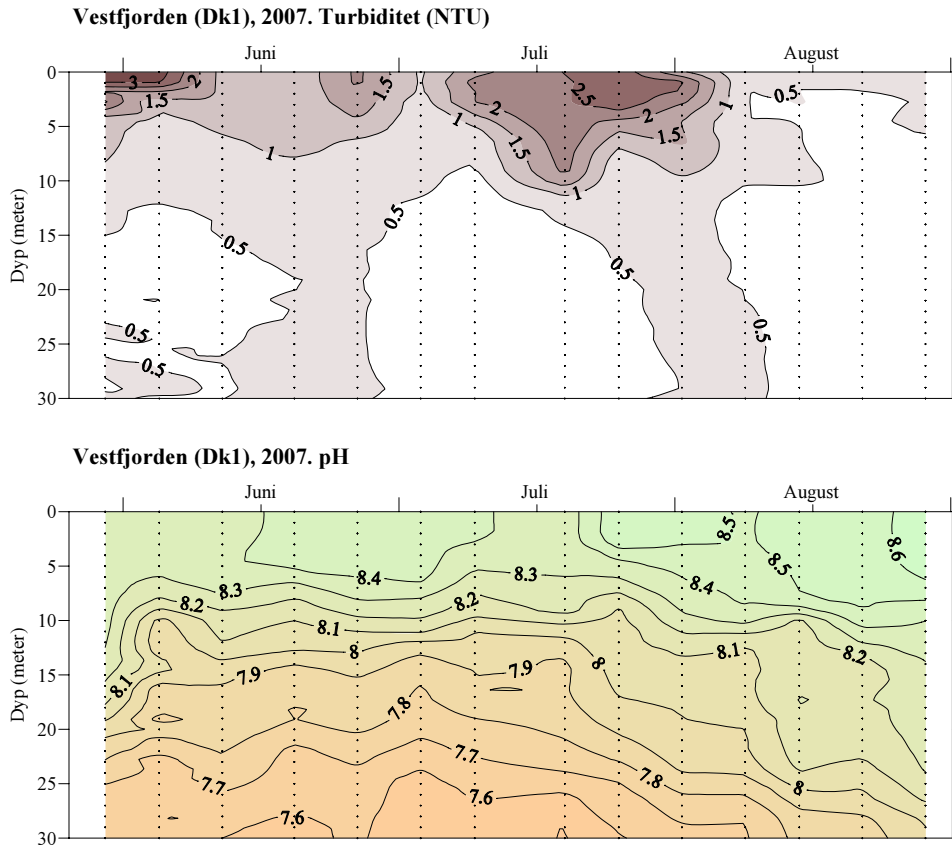 Vestfjorden (Dk1), 2007. Turbiditet (NTU)
Juni Juli August
0
5
10
15
20
25
30
Dyp (meter)
3 2 1.5 1.5 2.5 0.5
1 1 2 1.5 2 1.5 1
1
0.5 0.5 0.5
0.5 0.5
0.5
Vestfjorden (Dk1), 2007. pH
Juni Juli August
0
5
10
15
20
25
30
Dyp (meter)
8.5 8.6
8.4 8.3 8.5
8.3 8.2 8.2 8.4
8.1 8 8.1 8.2
8.1 7.9 7.9 8
7.8
7.7 7.7 7.8 8
7.6 7.6